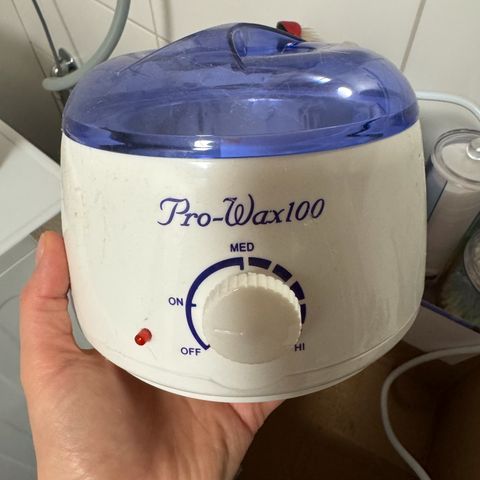 Pro-Wax100
MED
ON
OFF
HI